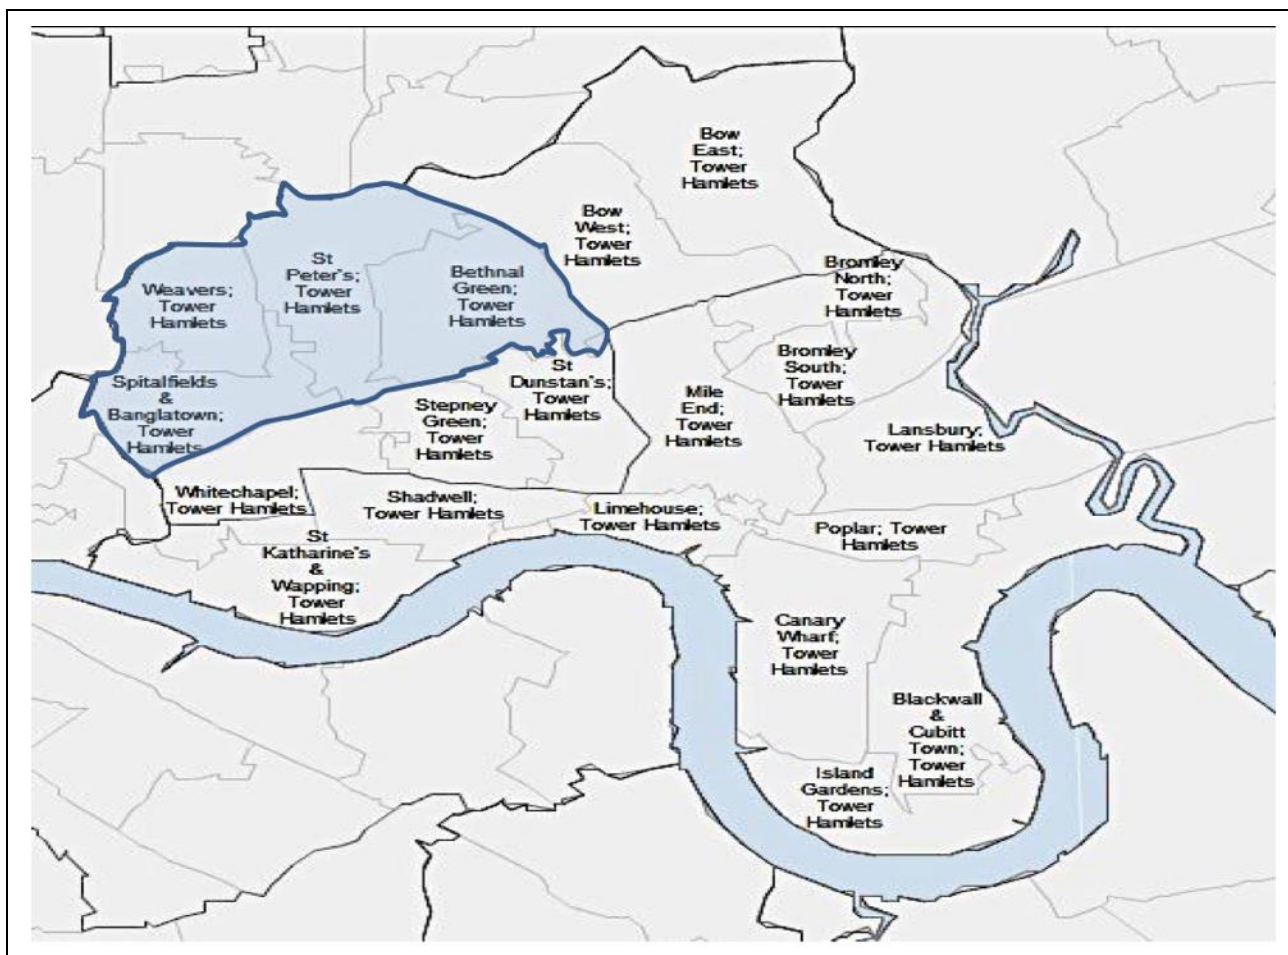 Bow
East;
Tower
Hamlets
Bow
West;
Tower
Hamlets
St
Peter's;
Tower
Hamlets
Bromley
North;
Tower
Hamlets
Bethnal
Green;
Tower
Hamlets
Weavers;
Tower
Hamlets
Bromley
South;
Tower
Hamlets
St
Dunstan's;
Tower
Hamlets
Spitalfields
&
Banglatown;
Tower
Hamlets
Mile
End;
Tower
Hamlets
Stepney
Green;
Tower
Hamlets
Lansbury;
Tower Hamlets
Whitechapel;
Tower Hamlets
Shadwell;
Tower Hamlets
Limehouse;
Tower Hamlets
Poplar; Tower
Hamlets
St
Katharine's
&
Wapping;
Tower
Hamlets
Canary
Wharf;
Tower
Hamlets
Blackwall
&
Cubitt
Town;
Tower
Hamlets
Island
Gardens;
Tower
Hamlets